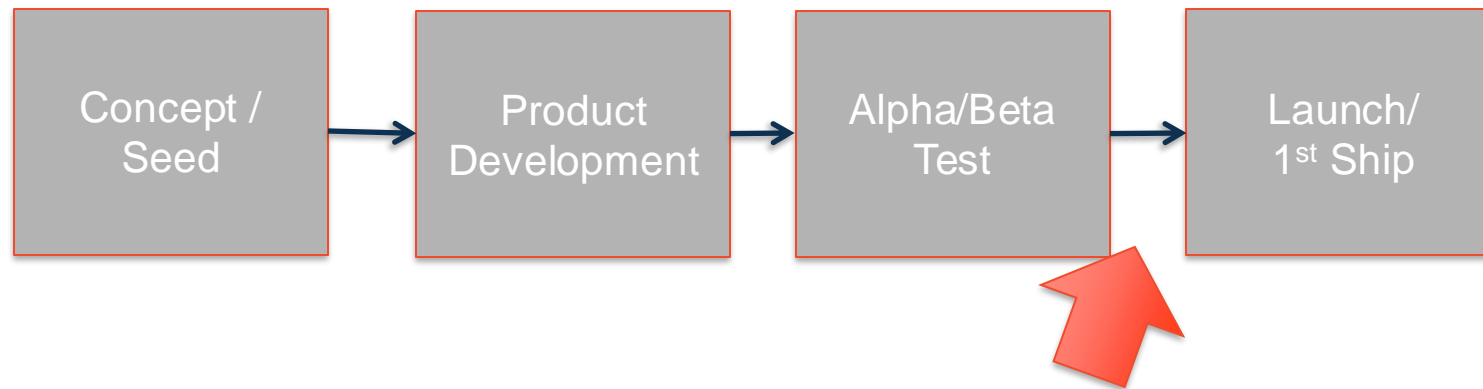 Concept /
Seed
Product
Development
Alpha/Beta
Test
Launch/
1st Ship